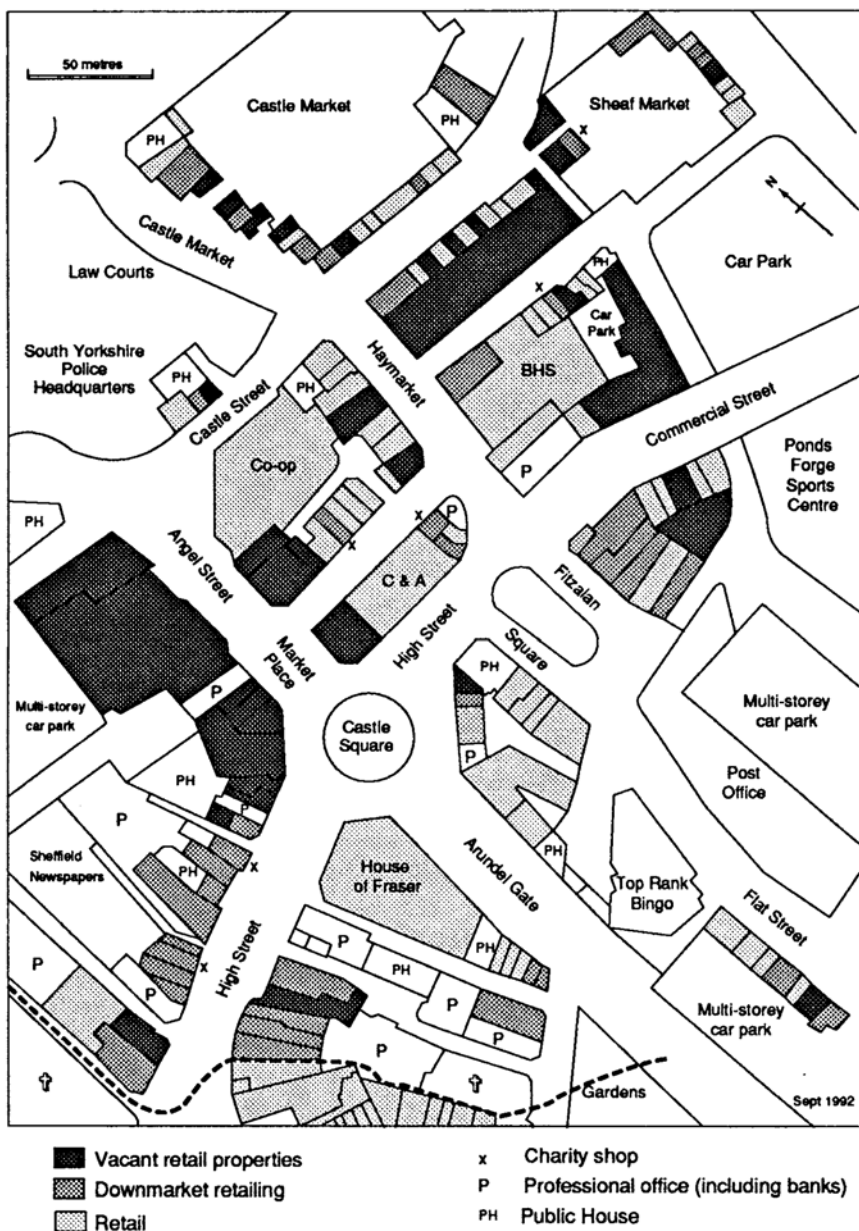 50 metres
Castle Market
Sheaf Market
PH
PH
x
N
Castle Market
Law Courts
Car Park
South Yorkshire
Police
Headquarters
PH
Castle Street
PH
Haymarket
x
PH
Car
Park
BHS
Commercial Street
P
Co-op
Ponds
Forge
Sports
Centre
PH
x
x
P
Angel Street
C & A
Fitzalan
Square
High Street
Market
Place
P
PH
Multi-storey
car park
Castle
Square
P
Multi-storey
car park
Post
Office
PH
P
P
Sheffield
Newspapers
PH
x
House
of Fraser
Arundel Gate
PH
Top Rank
Bingo
Flat Street
High Street
x
P
P
P
PH
PH
P
P
P
Multi-storey
car park
Gardens
Sept 1992
Vacant retail properties
Downmarket retailing
Retail
x Charity shop
P Professional office (including banks)
PH Public House